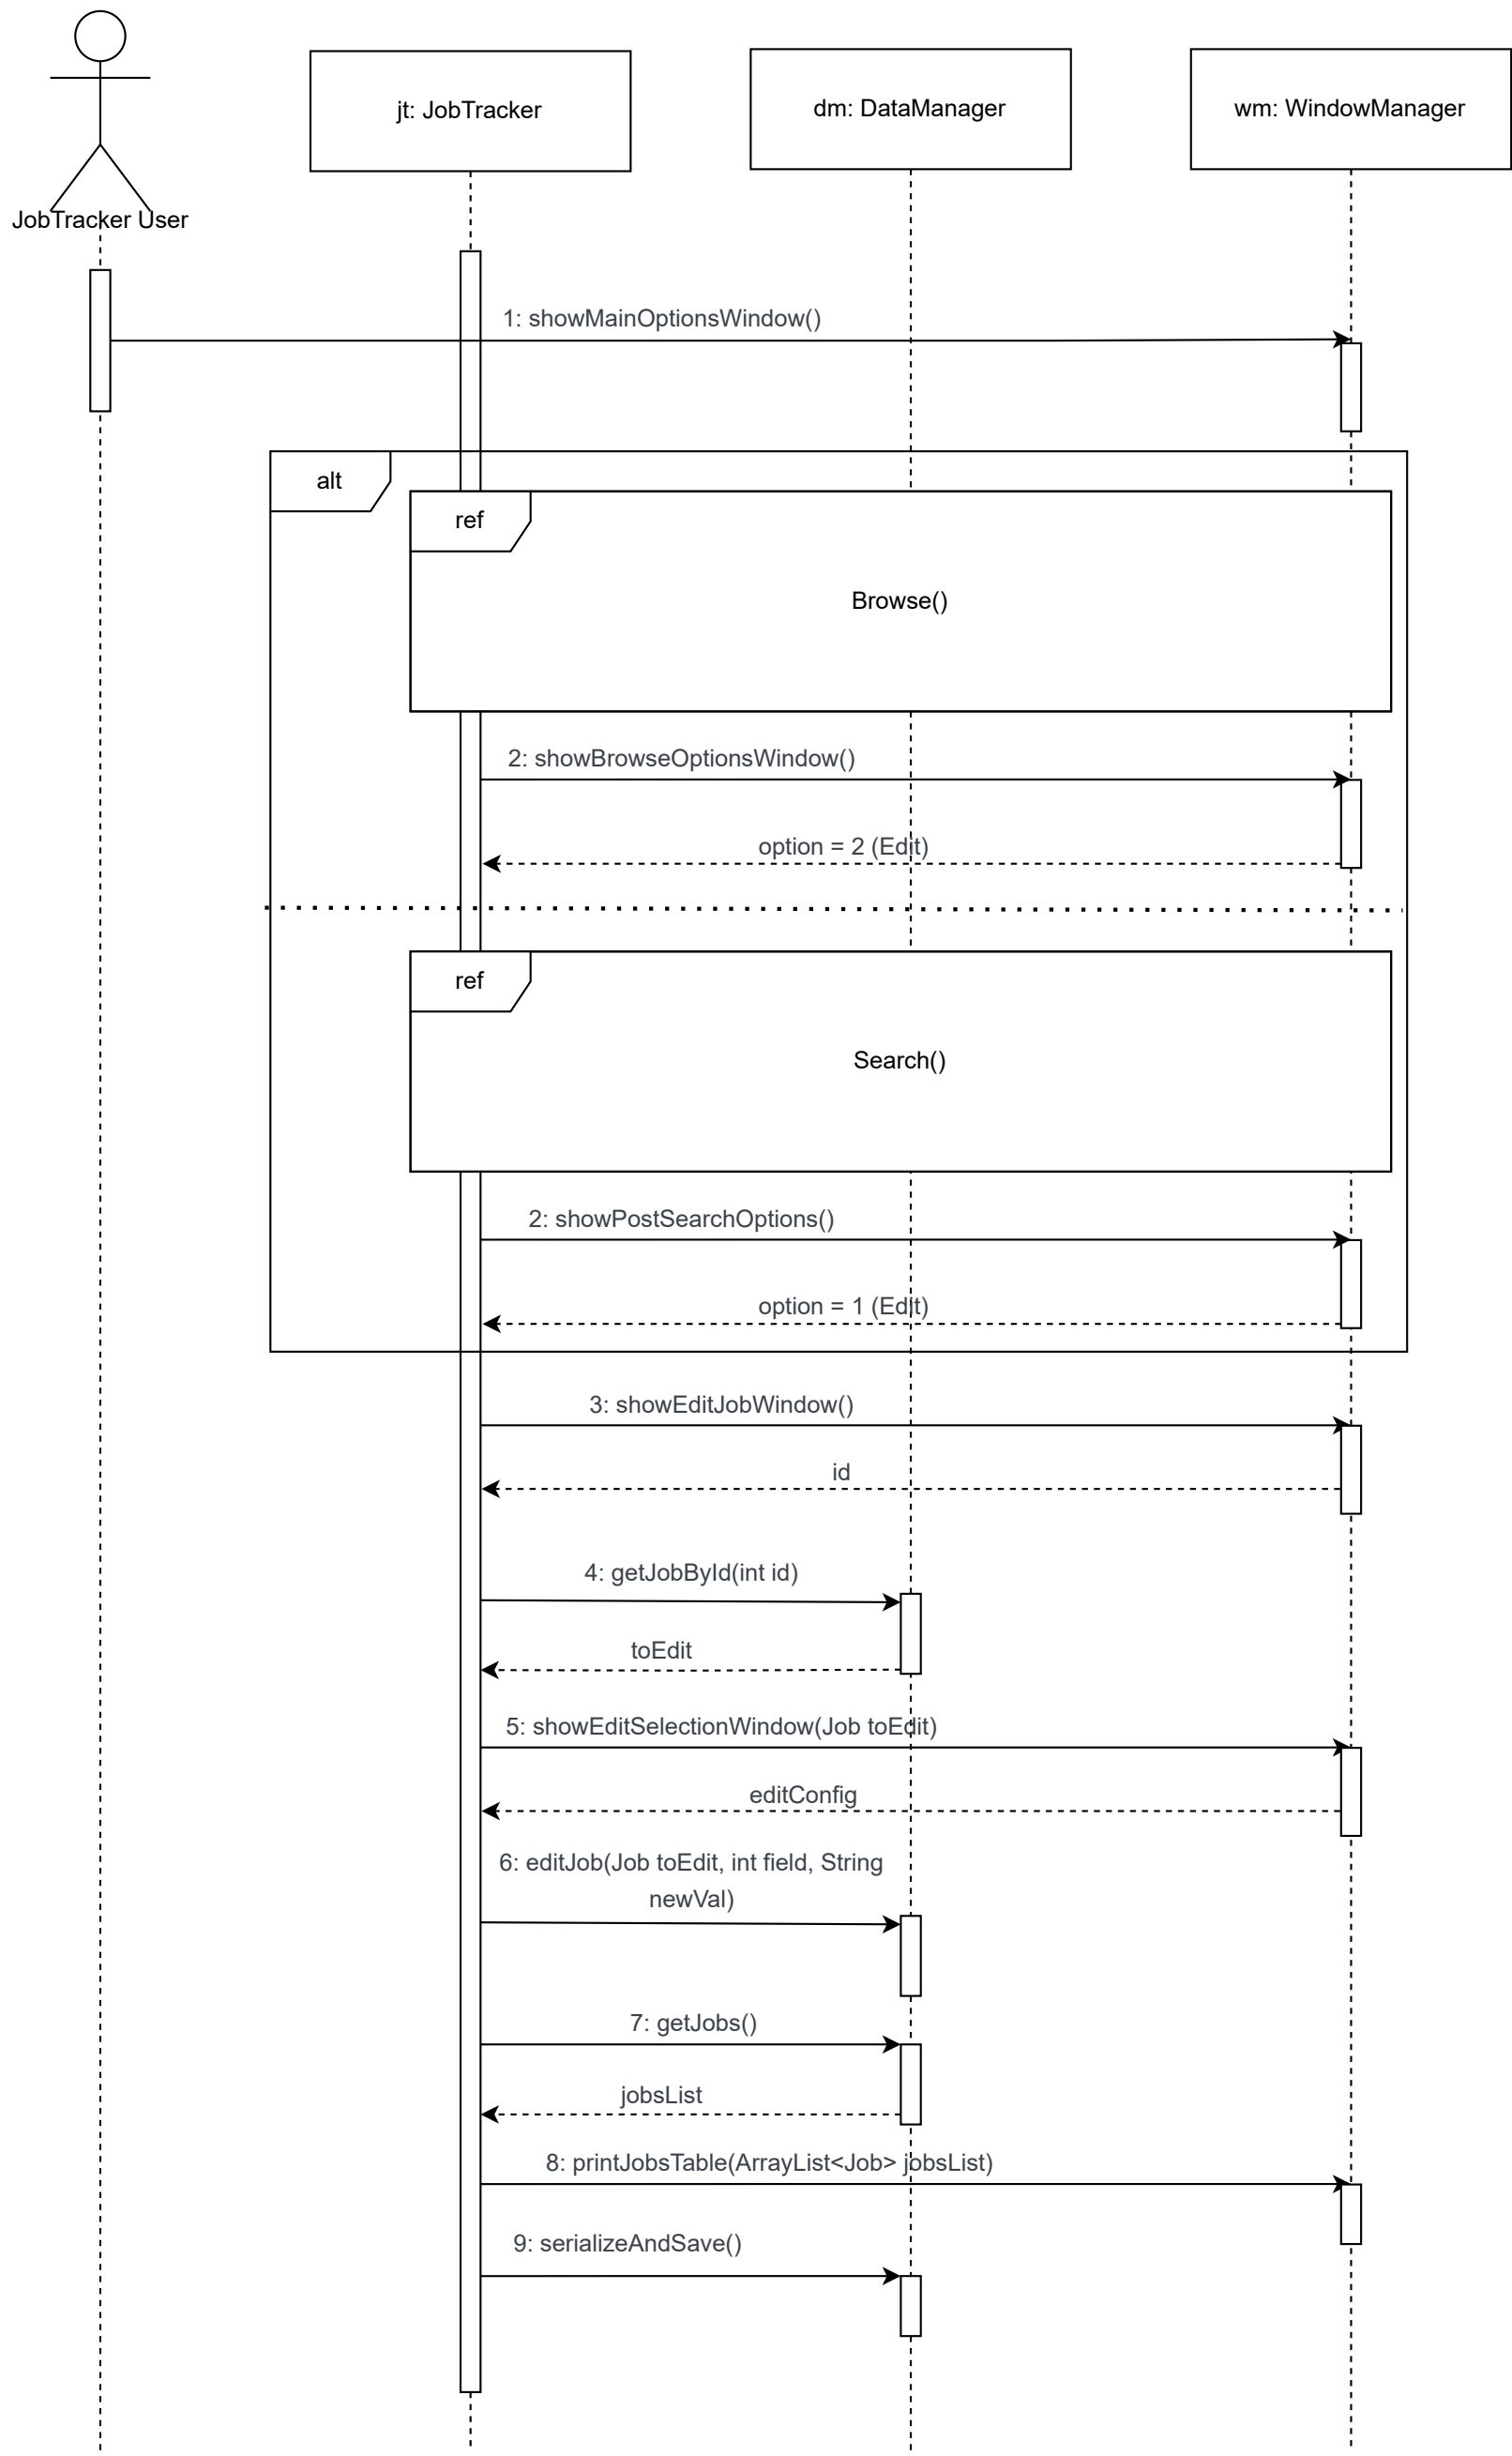 JobTracker User
jt: JobTracker
dm: DataManager
wm: WindowManager
1: showMainOptionsWindow()
alt
ref
Browse()
2: showBrowseOptionsWindow()
option = 2 (Edit)
ref
Search()
2: showPostSearchOptions()
option = 1 (Edit)
3: showEditJobWindow()
id
4: getJobById(int id)
toEdit
5: showEditSelectionWindow(Job toEdit)
editConfig
6: editJob(Job toEdit, int field, String
newVal)
7: getJobs()
jobsList
8: printJobsTable(ArrayList<Job> jobsList)
9: serializeAndSave()